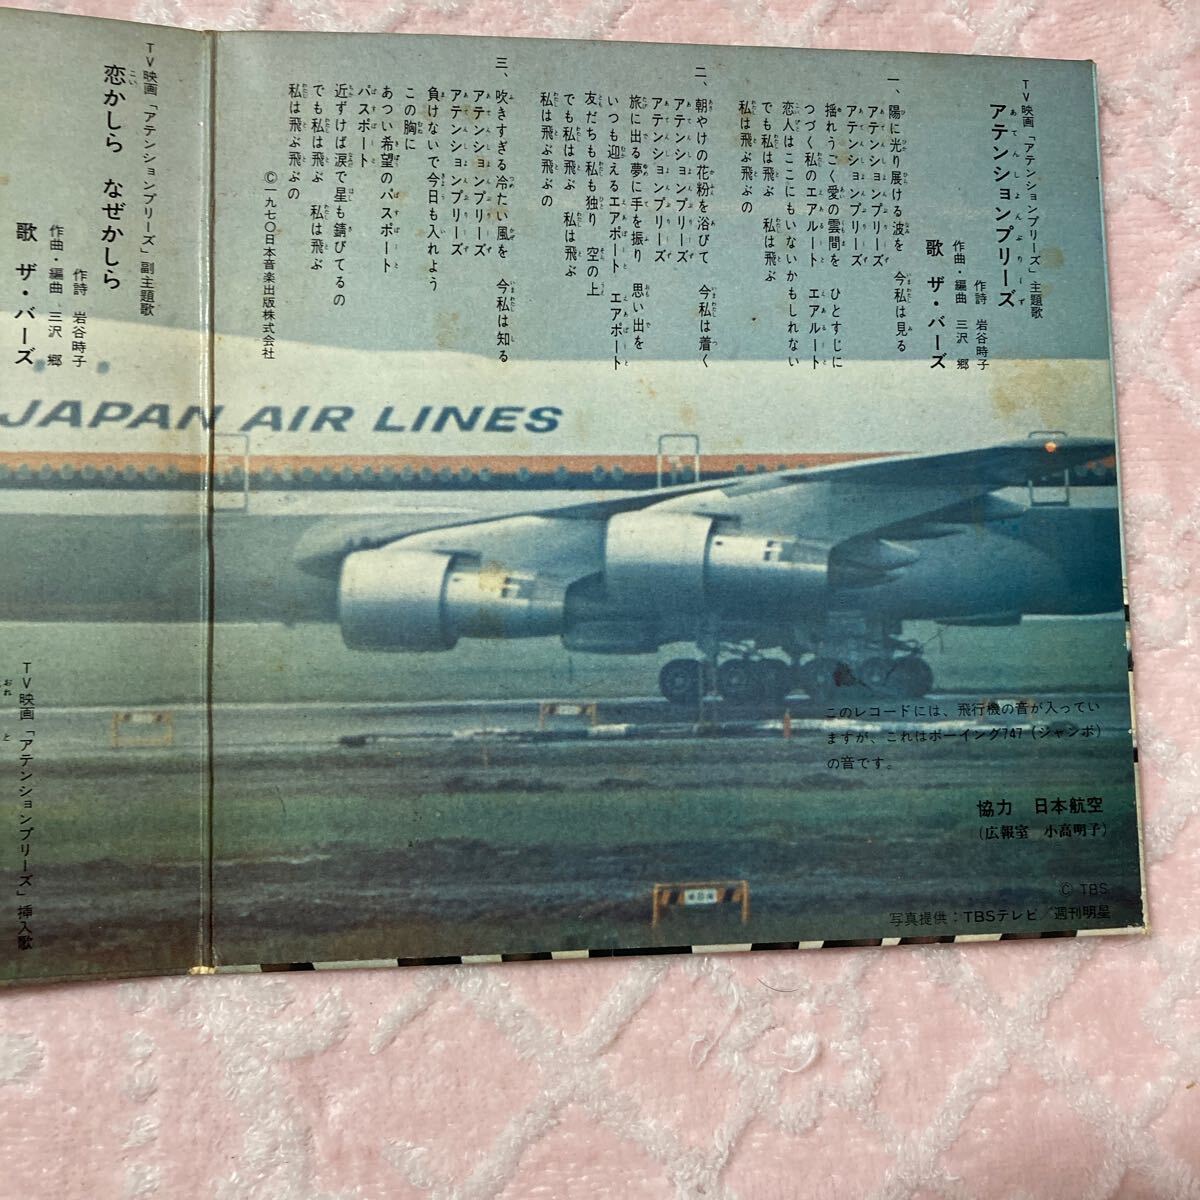 TV映画「アテンションプリーズ」主題歌
アテンションプリーズ
作詩 岩谷時子
作曲・編曲 三沢 郷
歌 ザ・バーズ
一、陽に光り展ける波を 今私は見る
アテンションプリーズ
アテンションプリーズ
揺れうごく愛の雲間を ひとすじに
つづく私のエアルート エアルート
恋人はここにもいないかもしれない
でも私は飛ぶ 私は飛ぶ
私は飛ぶ飛ぶの
二、朝やけの花粉を浴びて 今私は着く
アテンションプリーズ
アテンションプリーズ
旅に出る夢に手を振り 思い出を
いつも迎えるエアポート エアポート
友だちも私も独り 空の上
でも私は飛ぶ 私は飛ぶ
私は飛ぶ飛ぶの
三、吹きすぎる冷たい風を 今私は知る
アテンションプリーズ
アテンションプリーズ
負けないで今日も入れよう
この胸に
あつい希望のパスポート
パスポート
近ずけば涙で星も錆びてるの
でも私は飛ぶ 私は飛ぶ
私は飛ぶ飛ぶの
©一九七〇日本音楽出版株式会社
TV映画「アテンションプリーズ」副主題歌
恋かしら なぜかしら
作詩 岩谷時子
作曲・編曲 三沢 郷
歌 ザ・バーズ
JAPAN AIR LINES
TV映画「アテンションプリーズ」挿入歌
このレコードには、飛行機の音が入ってい
ますが、これはボーイング747（ジャンボ）
の音です。
協力 日本航空
(広報室 小高明子)
© TBS
写真提供：TBSテレビ／週刊明星